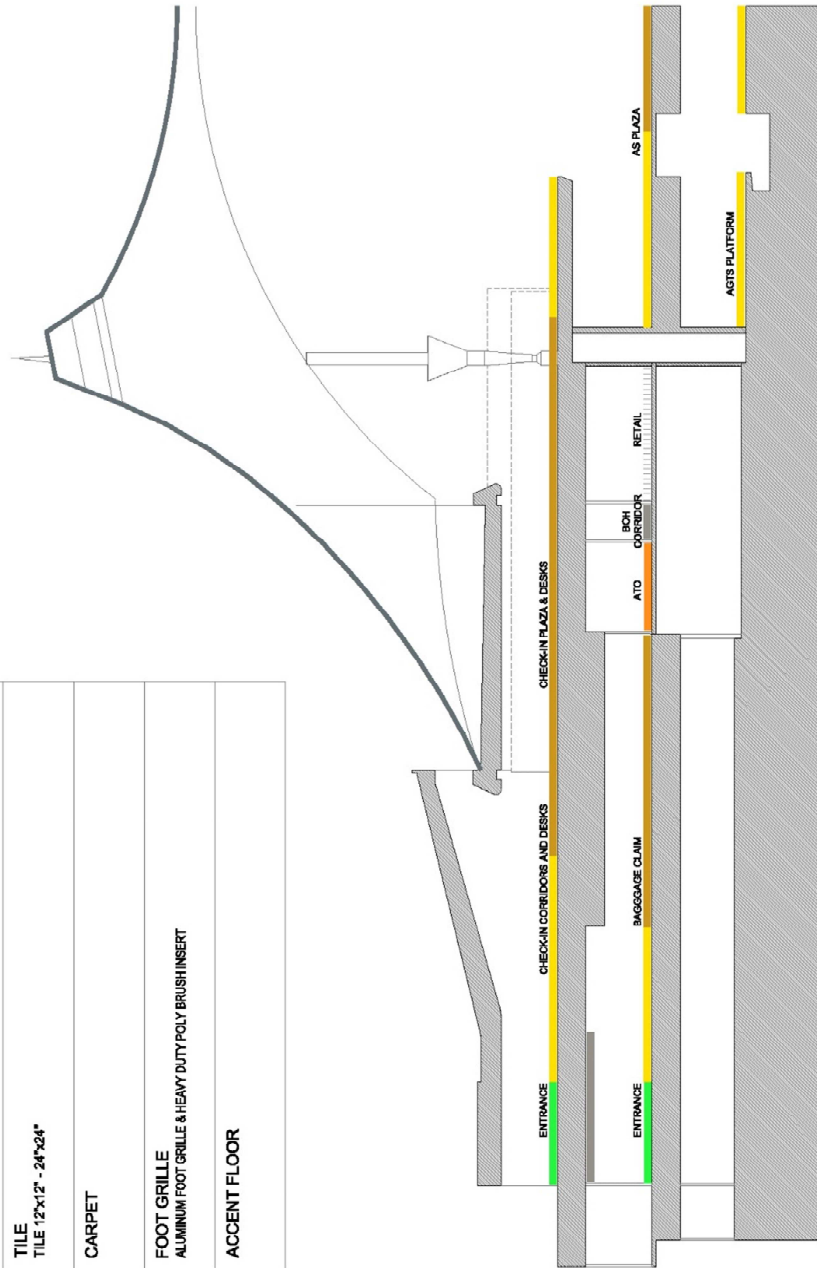 TILE
TILE 12"x12" - 24"x24"
CARPET
FOOT GRILLE
ALUMINUM FOOT GRILLE & HEAVY DUTY POLY BRUSH INSERT
ACCENT FLOOR
ENTRANCE
CHECK-IN CORRIDORS AND DESKS
CHECK-IN PLAZA & DESKS
ENTRANCE
BAGGGAGE CLAIM
ATO
BOH
CORRIDOR
RETAIL
AS PLAZA
AGTS PLATFORM